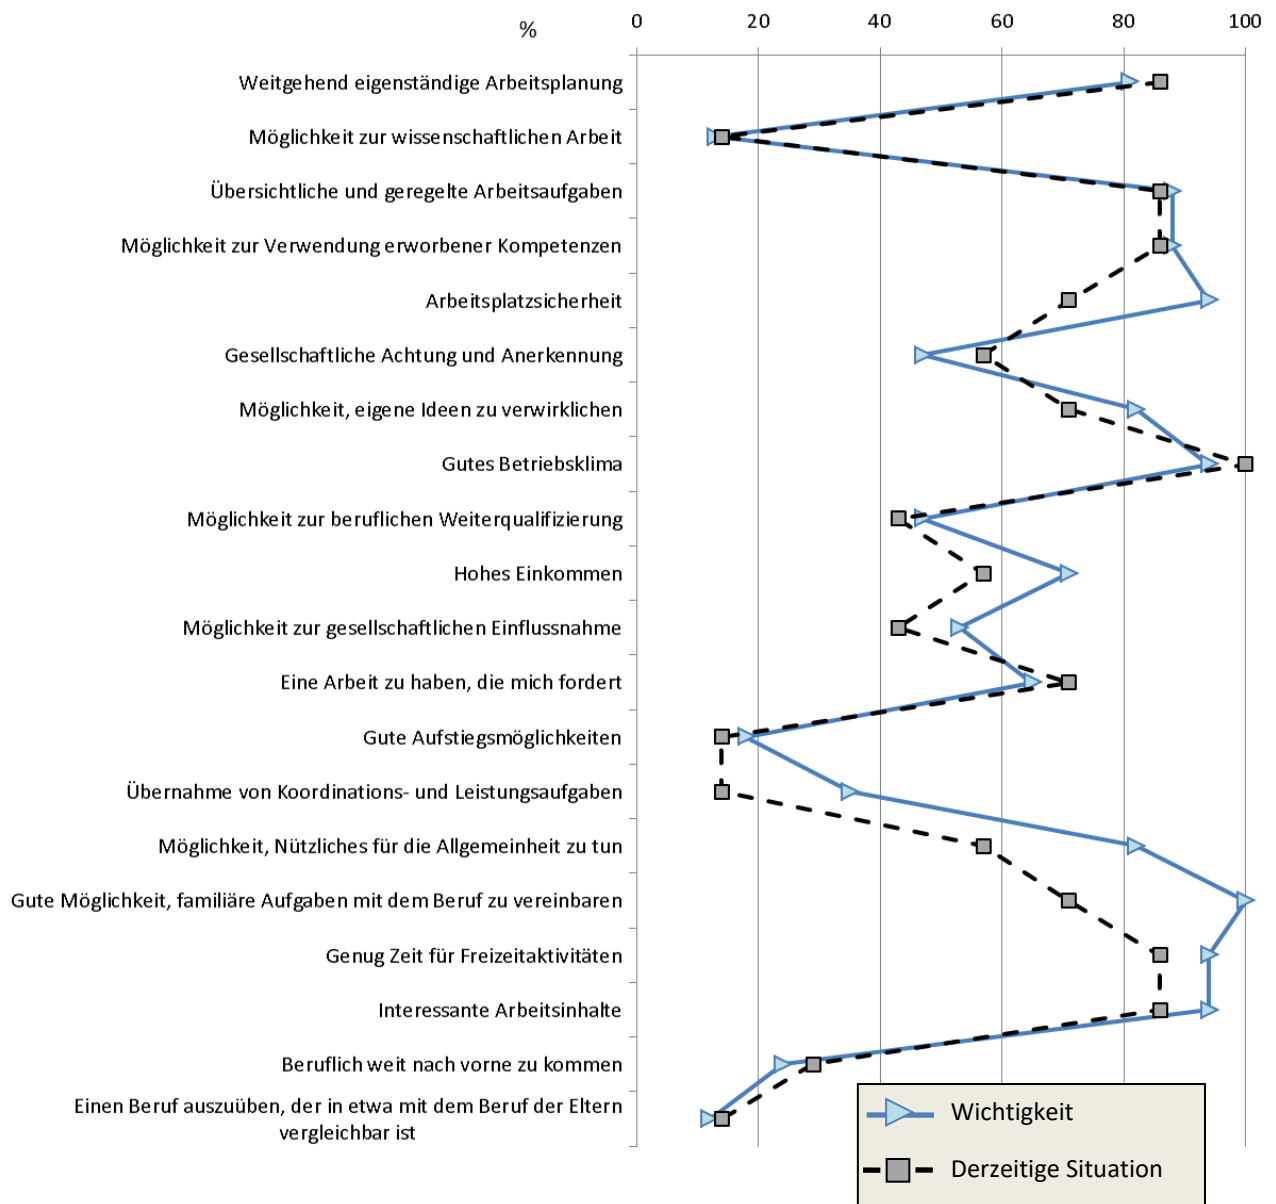 %
0 20 40 60 80 100
Weitgehend eigenständige Arbeitsplanung
Möglichkeit zur wissenschaftlichen Arbeit
Übersichtliche und geregelte Arbeitsaufgaben
Möglichkeit zur Verwendung erworbener Kompetenzen
Arbeitsplatzsicherheit
Gesellschaftliche Achtung und Anerkennung
Möglichkeit, eigene Ideen zu verwirklichen
Gutes Betriebsklima
Möglichkeit zur beruflichen Weiterqualifizierung
Hohes Einkommen
Möglichkeit zur gesellschaftlichen Einflussnahme
Eine Arbeit zu haben, die mich fordert
Gute Aufstiegsmöglichkeiten
Übernahme von Koordinations- und Leistungsaufgaben
Möglichkeit, Nützliches für die Allgemeinheit zu tun
Gute Möglichkeit, familiäre Aufgaben mit dem Beruf zu vereinbaren
Genug Zeit für Freizeitaktivitäten
Interessante Arbeitsinhalte
Beruflich weit nach vorne zu kommen
Einen Beruf auszuüben, der in etwa mit dem Beruf der Eltern
vergleichbar ist
Wichtigkeit
Derzeitige Situation